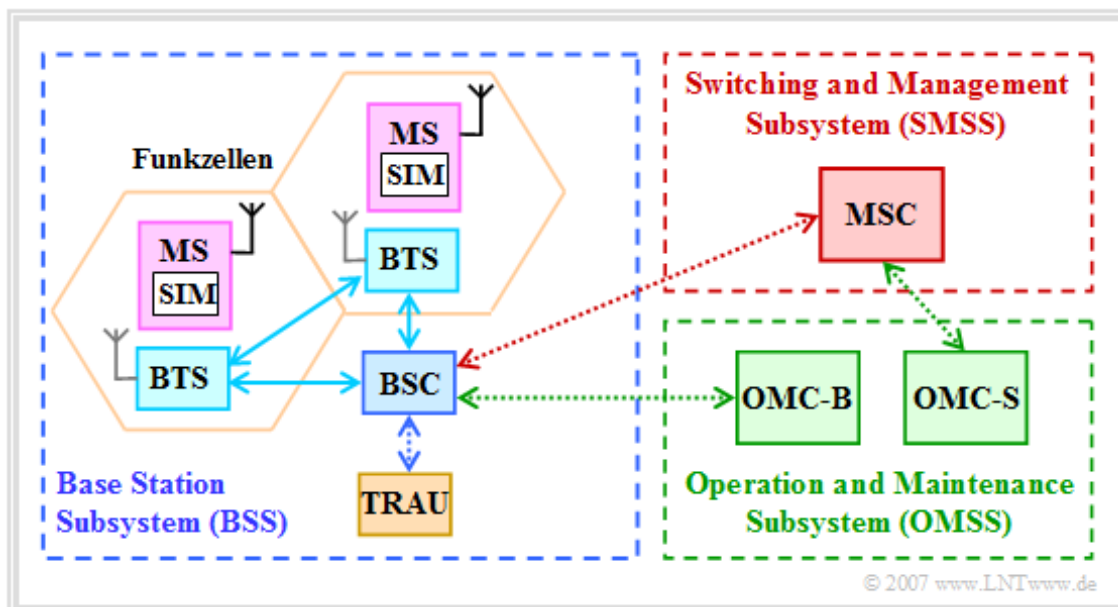 Switching and Management
Subsystem (SMSS)
MS
SIM
Funkzellen
MSC
MS
SIM
BTS
BTS
BSC
OMC-B
OMC-S
Base Station
Subsystem (BSS)
TRAU
Operation and Maintenance
Subsystem (OMSS)
© 2007 www.LNTwww.de